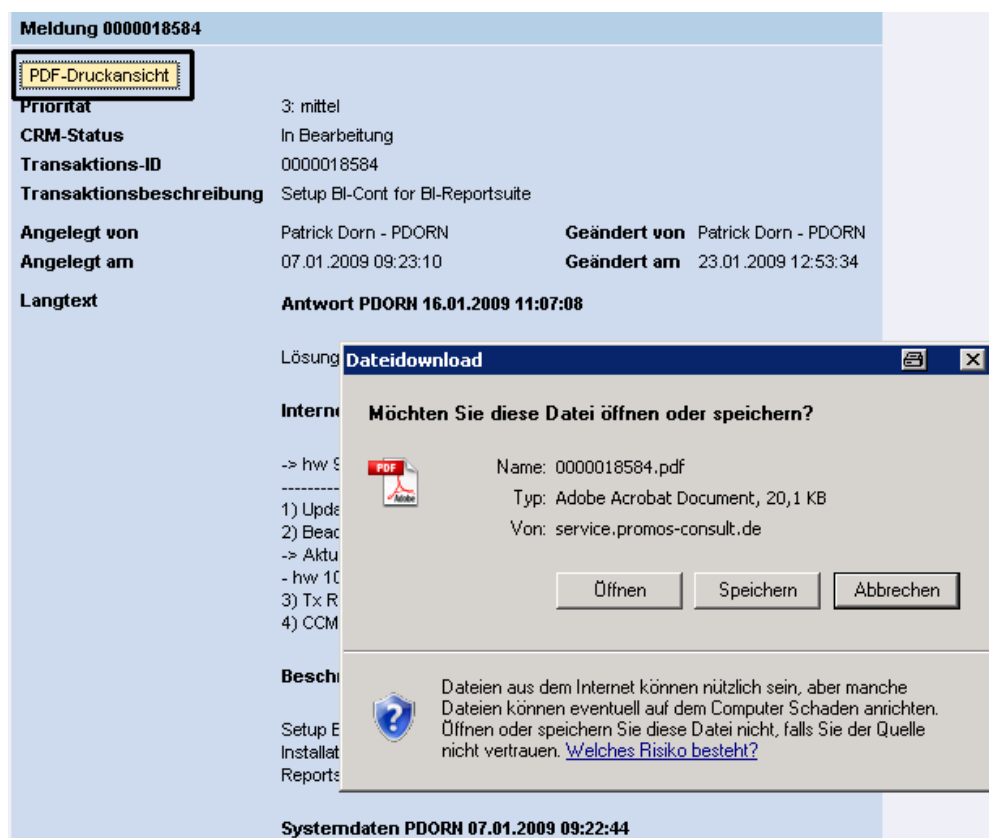 Meldung 0000018584
PDF-Druckansicht
Priorität 3: mittel
CRM-Status In Bearbeitung
Transaktions-ID 0000018584
Transaktionsbeschreibung Setup BI-Cont for BI-Reportsuite
Angelegt von Patrick Dorn - PDORN Geändert von Patrick Dorn - PDORN
Angelegt am 07.01.2009 09:23:10 Geändert am 23.01.2009 12:53:34
Langtext Antwort PDORN 16.01.2009 11:07:08
Lösung
Dateidownload
Möchten Sie diese Datei öffnen oder speichern?
PDF
Adobe
Name: 0000018584.pdf
Typ: Adobe Acrobat Document, 20,1 KB
Von: service.promos-consult.de
Öffnen Speichern Abbrechen
Dateien aus dem Internet können nützlich sein, aber manche
Dateien können eventuell auf dem Computer Schaden anrichten.
Öffnen oder speichern Sie diese Datei nicht, falls Sie der Quelle
nicht vertrauen. Welches Risiko besteht?
-> hw
--------
1)
2)
->
- hw
3) Tx
4) CCM
Setup
Systemdaten PDORN 07.01.2009 09:22:44